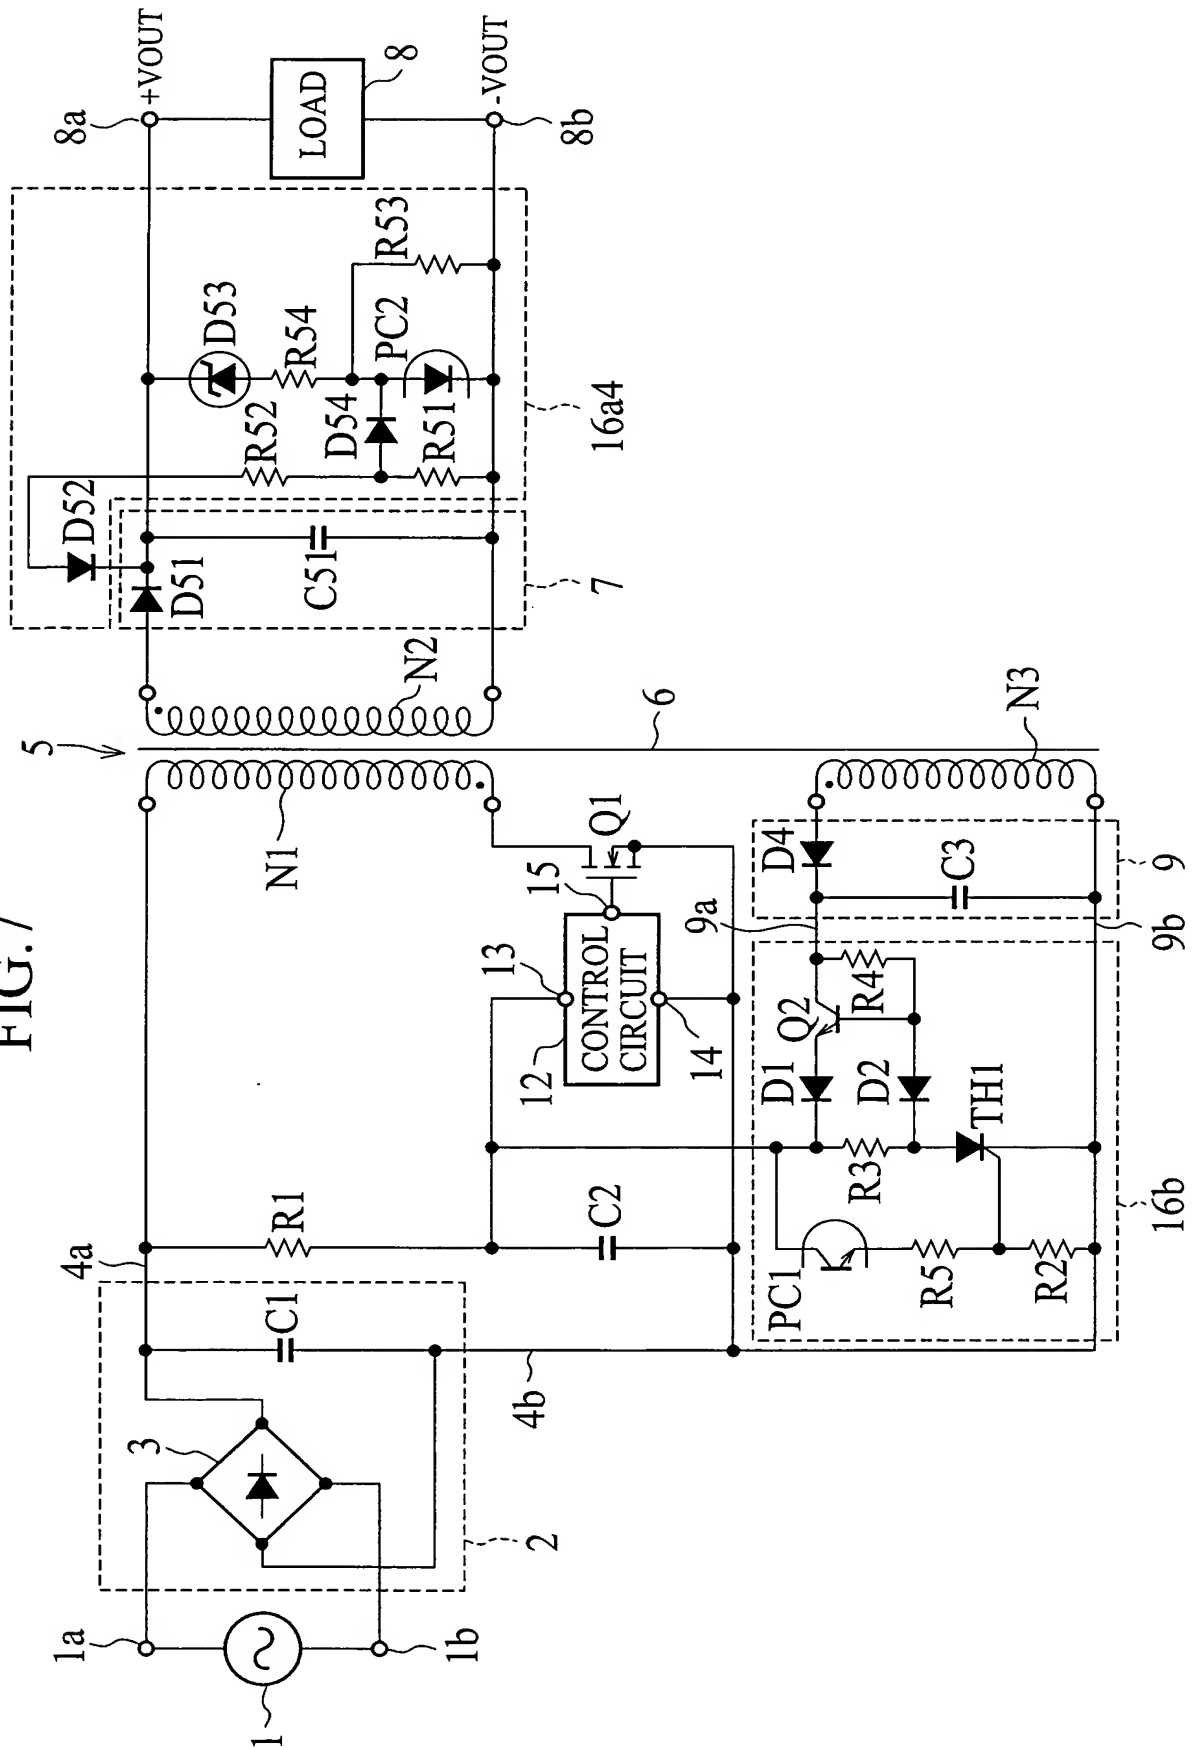 FIG. 7
1
1a
1b
2
3
C1
4a
4b
R1
C2
12
13
14
15
CONTROL
CIRCUIT
Q1
N1
5
6
N2
N3
D51
D52
C51
7
R52
D54
R51
D53
R54
PC2
R53
16a4
8a
+VOUT
LOAD
8
-VOUT
8b
PC1
R5
R2
D1
R3
D2
TH1
Q2
R4
16b
9a
9b
D4
C3
9